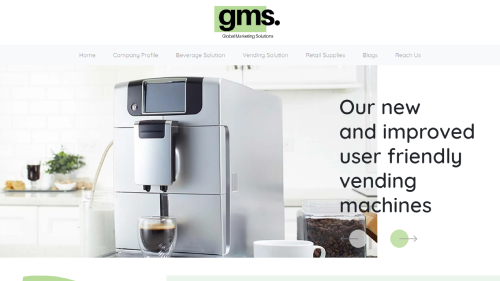 gms.
Global Marketing Solutions
Home Company Profile Beverage Solution Vending Solution Retail Supplies Blogs Reach Us
Our new
and improved
user friendly
vending
machines